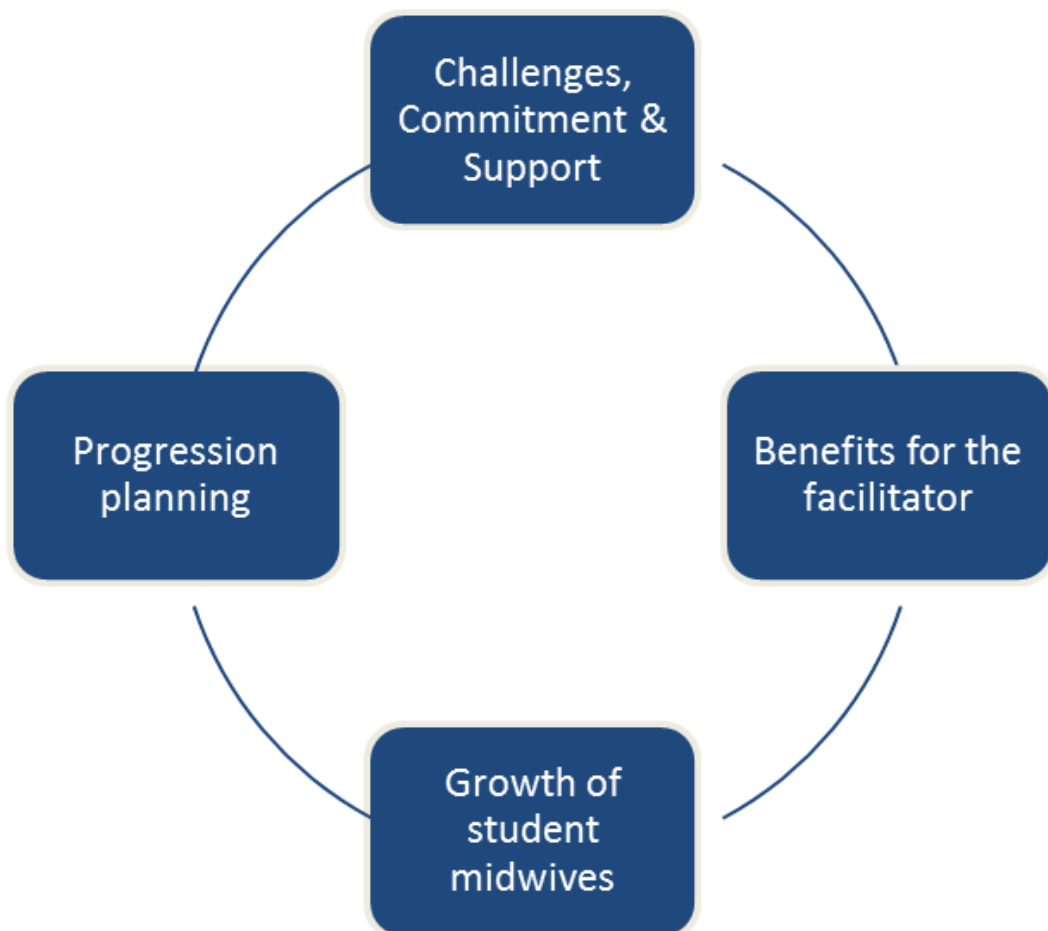 Challenges,
Commitment &
Support
Progression
planning
Benefits for the
facilitator
Growth of
student
midwives